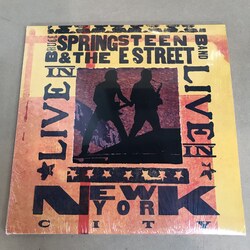 BRUCE SPRINGSTEEN
& THE E STREET BAND
LIVE IN
LIVE IN
NEW YORK
CITY